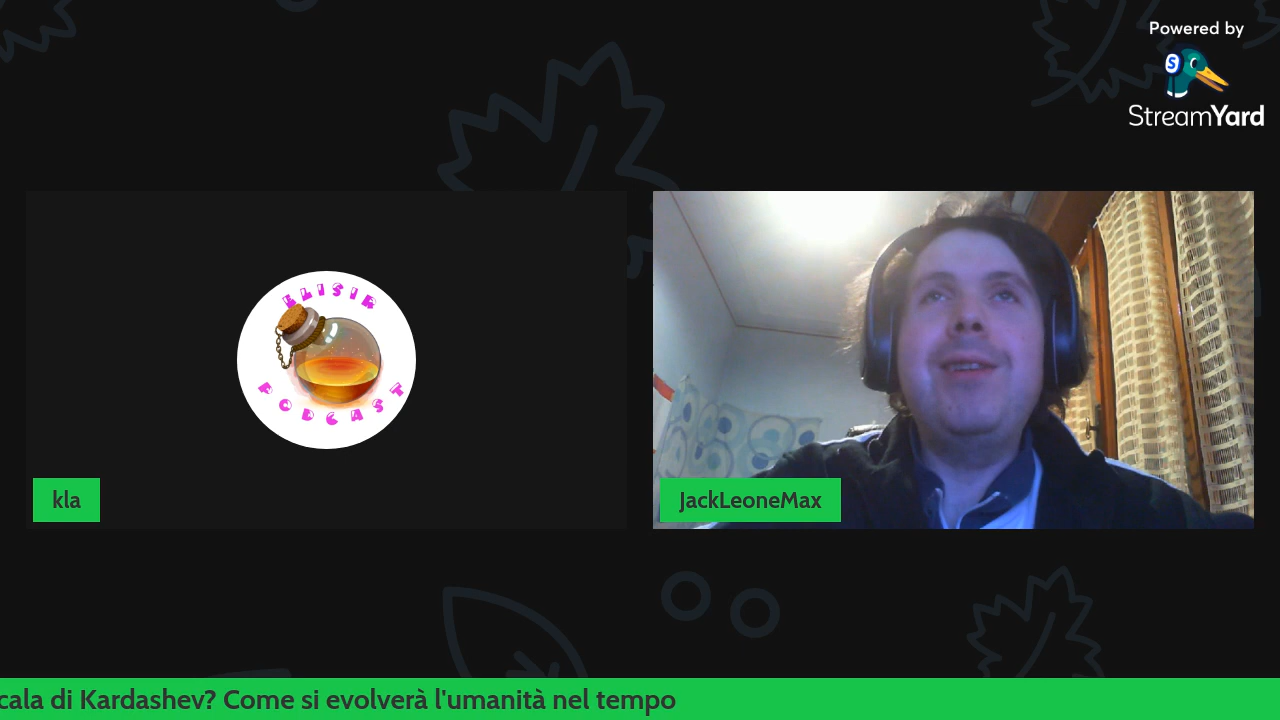 Powered by
S
StreamYard
ELISIR
PODCAST
kla
JackLeoneMax
cala di Kardashev? Come si evolverà l'umanità nel tempo